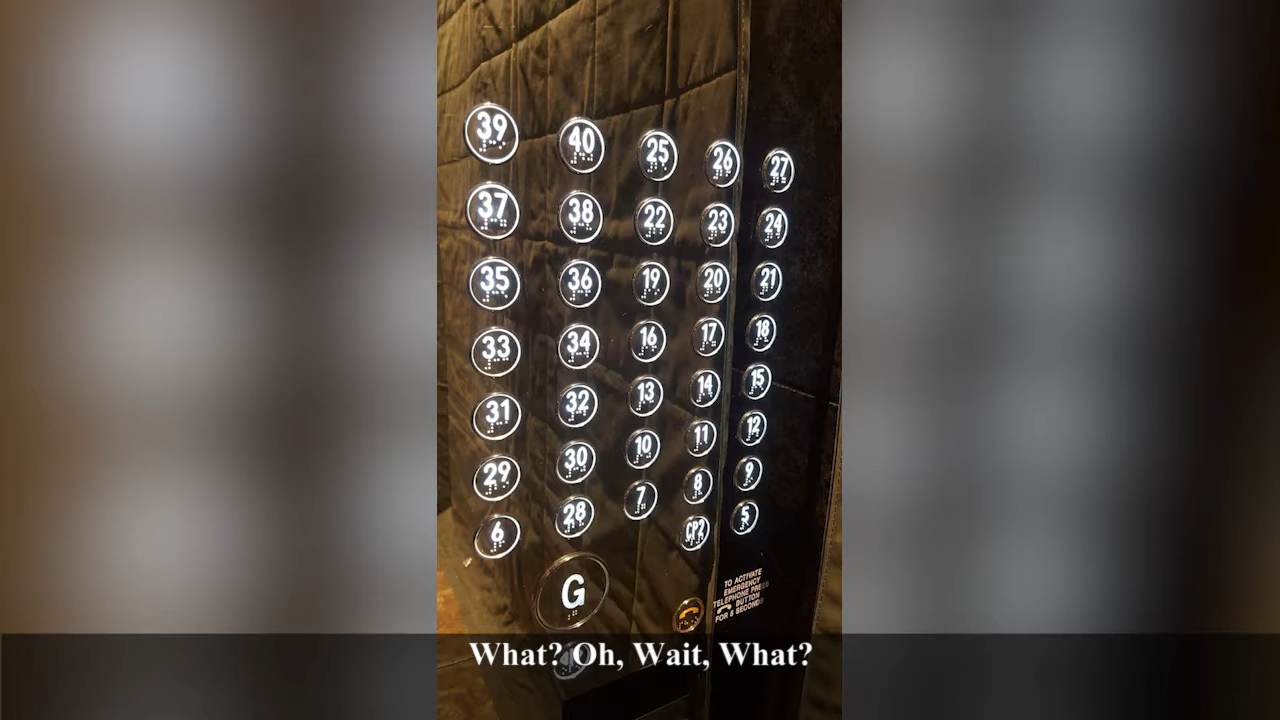 39 40 25 26 27
37 38 22 23 24
35 36 19 20 21
33 34 16 17 18
31 32 13 14 15
29 30 10 11 12
6 28 7 8 9
CP2 5
G
TO ACTIVATE
EMERGENCY
TELEPHONE PRESS
BUTTON
FOR 5 SECONDS
What? Oh, Wait, What?